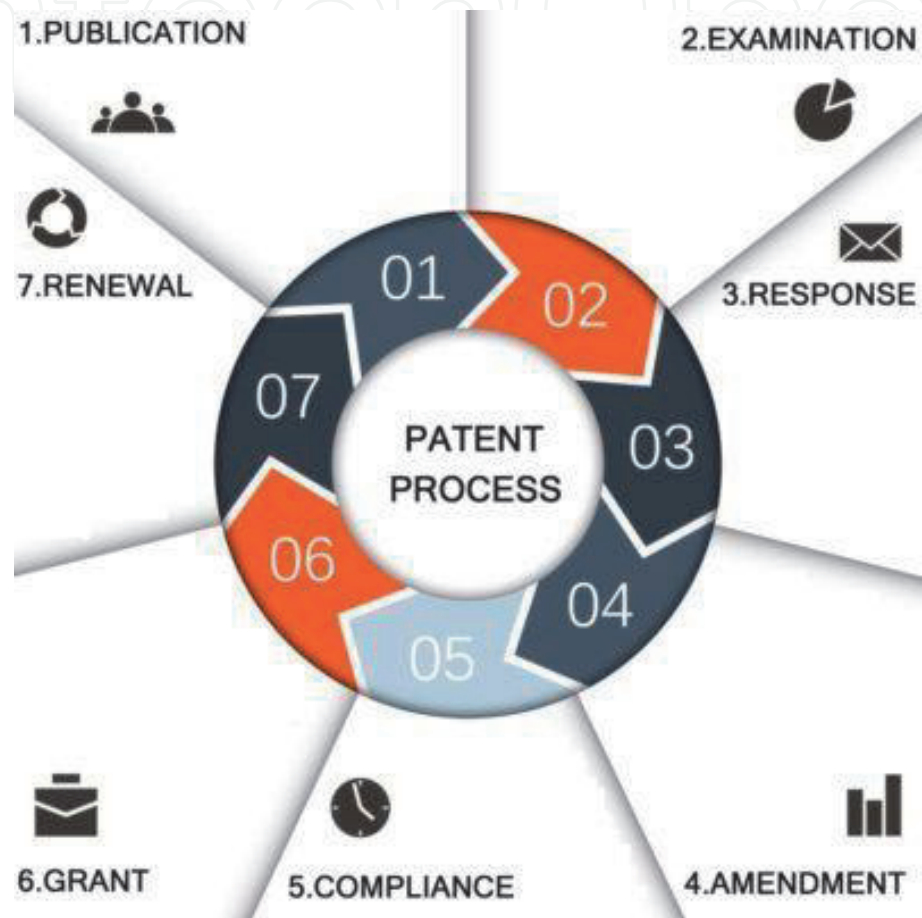 1.PUBLICATION
2.EXAMINATION
7.RENEWAL
3.RESPONSE
01
02
07
03
PATENT
PROCESS
06
04
05
6.GRANT
5.COMPLIANCE
4.AMENDMENT